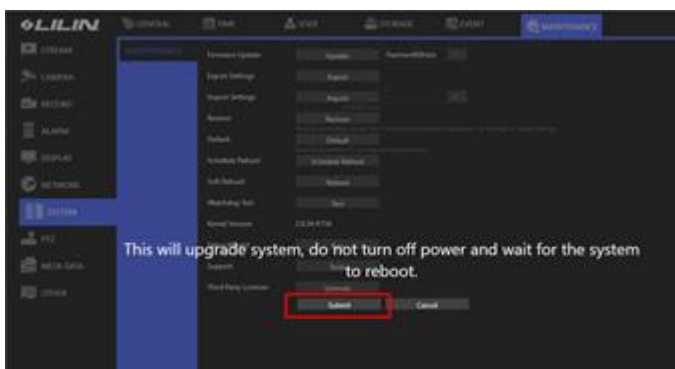 LILIN
GENERAL
TIME
USER
STORAGE
EVENT
MAINTENANCE
STREAM
CAMERA
RECORD
ALARM
DISPLAY
NETWORK
SYSTEM
PTZ
META DATA
OTHER
MAINTENANCE
Firmware Update Update
Export Settings Export
Import Settings Import
Restore Restore
Default Default
Schedule Reboot Schedule Reboot
Soft Reboot Reboot
Watchdog Test Test
Kernel Version
This will upgrade system, do not turn off power and wait for the system
to reboot.
Support
Third Party Licenses Licenses
Submit Cancel